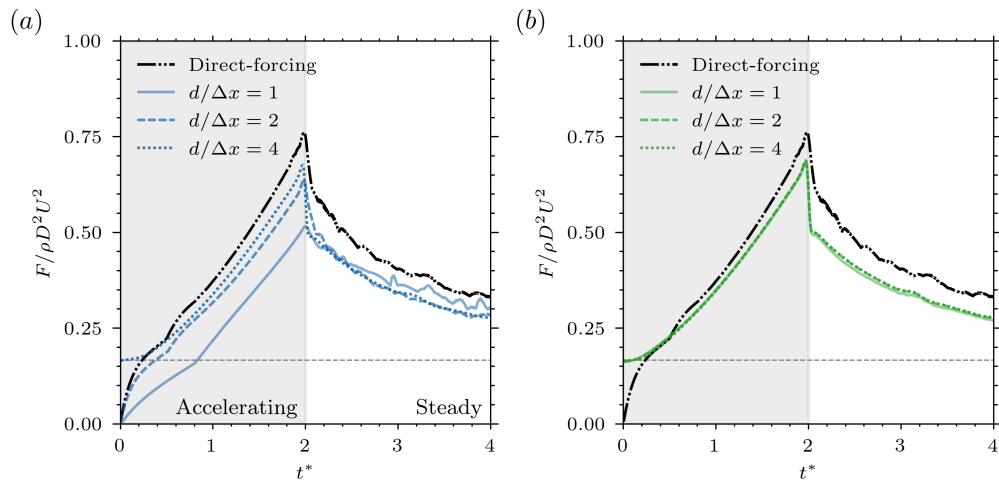 (a)
1.00
0.75
0.50
0.25
0.00
F/ρD²U²
Direct-forcing
d/Δx = 1
d/Δx = 2
d/Δx = 4
Accelerating
Steady
0 1 2 3 4
t*
(b)
1.00
0.75
0.50
0.25
0.00
F/ρD²U²
Direct-forcing
d/Δx = 1
d/Δx = 2
d/Δx = 4
0 1 2 3 4
t*